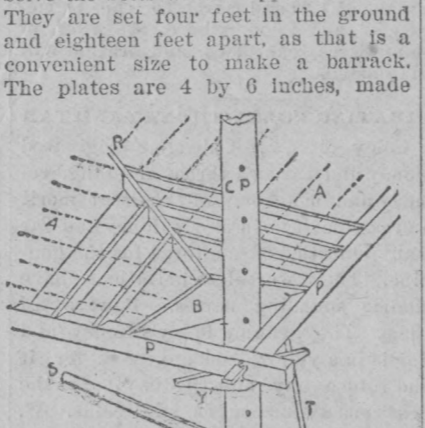 They are set four feet in the ground
and eighteen feet apart, as that is a
convenient size to make a barrack.
The plates are 4 by 6 inches, made
R
C P
A
A
B
P
P
S
Y
T